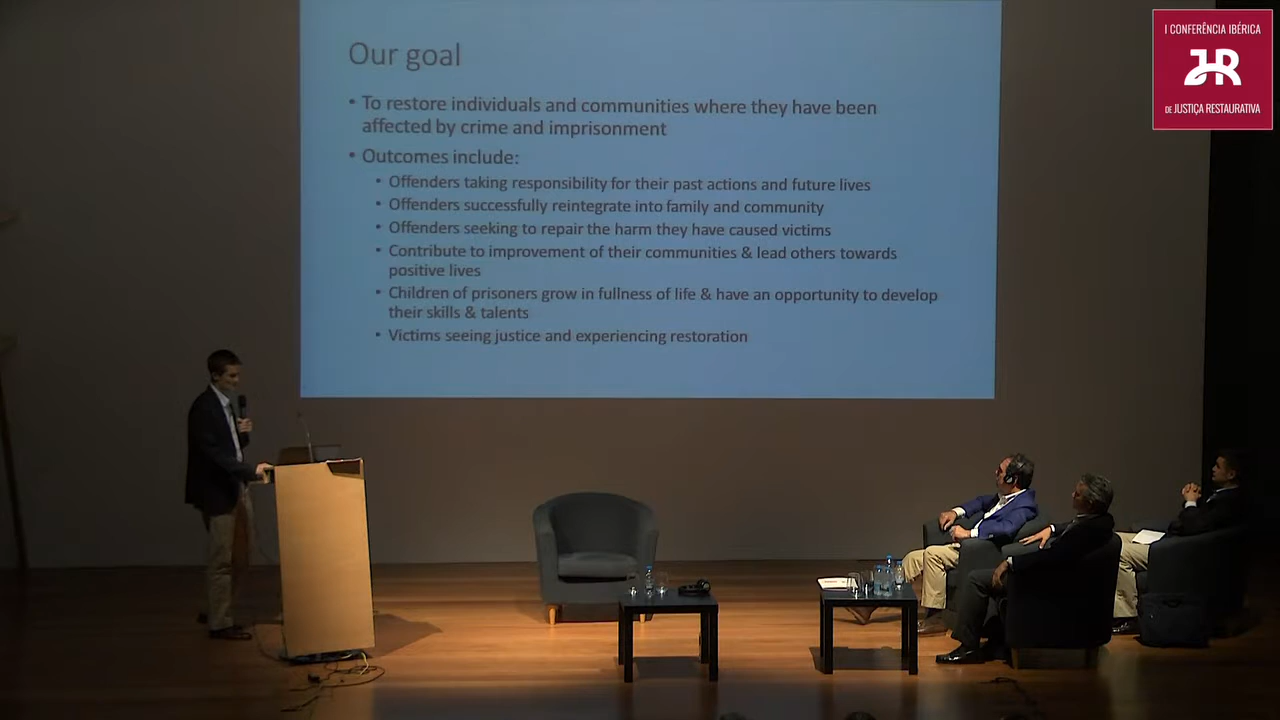 Our goal
• To restore individuals and communities where they have been
affected by crime and imprisonment
• Outcomes include:
• Offenders taking responsibility for their past actions and future lives
• Offenders successfully reintegrate into family and community
• Offenders seeking to repair the harm they have caused victims
• Contribute to improvement of their communities & lead others towards
positive lives
• Children of prisoners grow in fullness of life & have an opportunity to develop
their skills & talents
• Victims seeing justice and experiencing restoration
I CONFERÊNCIA IBÉRICA
JR
DE JUSTIÇA RESTAURATIVA